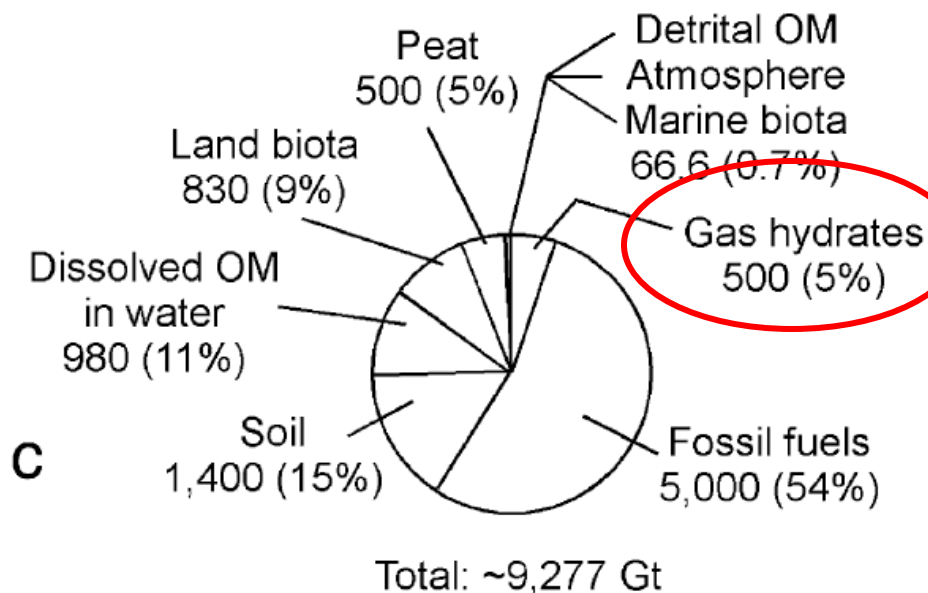 Peat
500 (5%)
Detrital OM
Atmosphere
Marine biota
66.6 (0.7%)
Land biota
830 (9%)
Gas hydrates
500 (5%)
Dissolved OM
in water
980 (11%)
Soil
1,400 (15%)
Fossil fuels
5,000 (54%)
C
Total: ~9,277 Gt